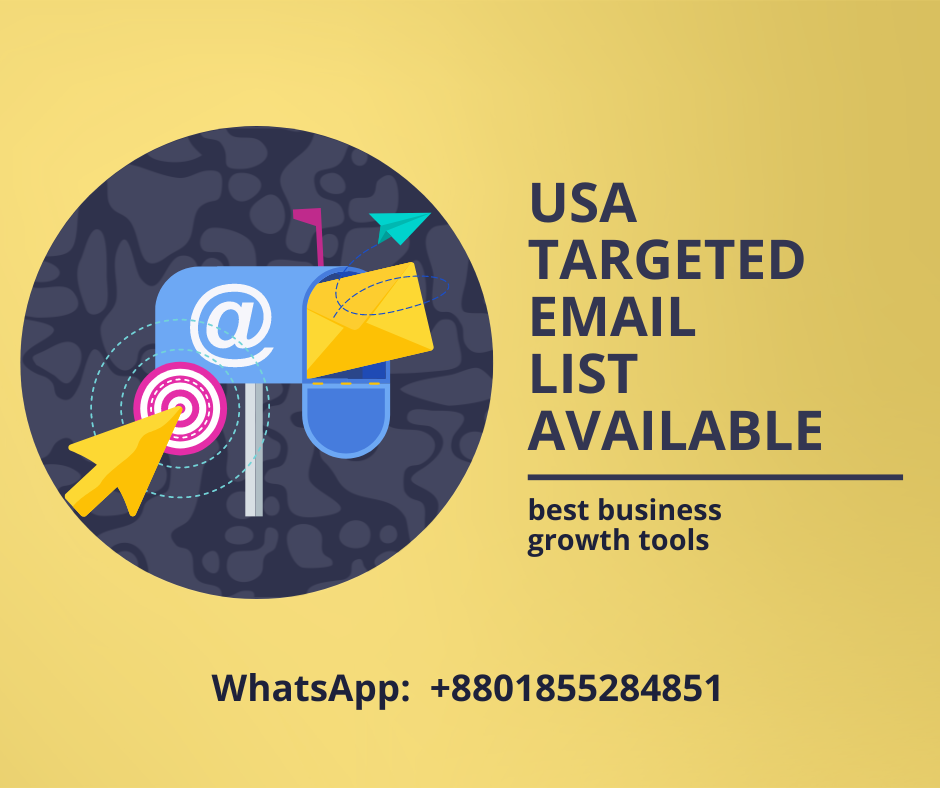 @
USA
TARGETED
EMAIL
LIST
AVAILABLE
best business
growth tools
WhatsApp: +8801855284851